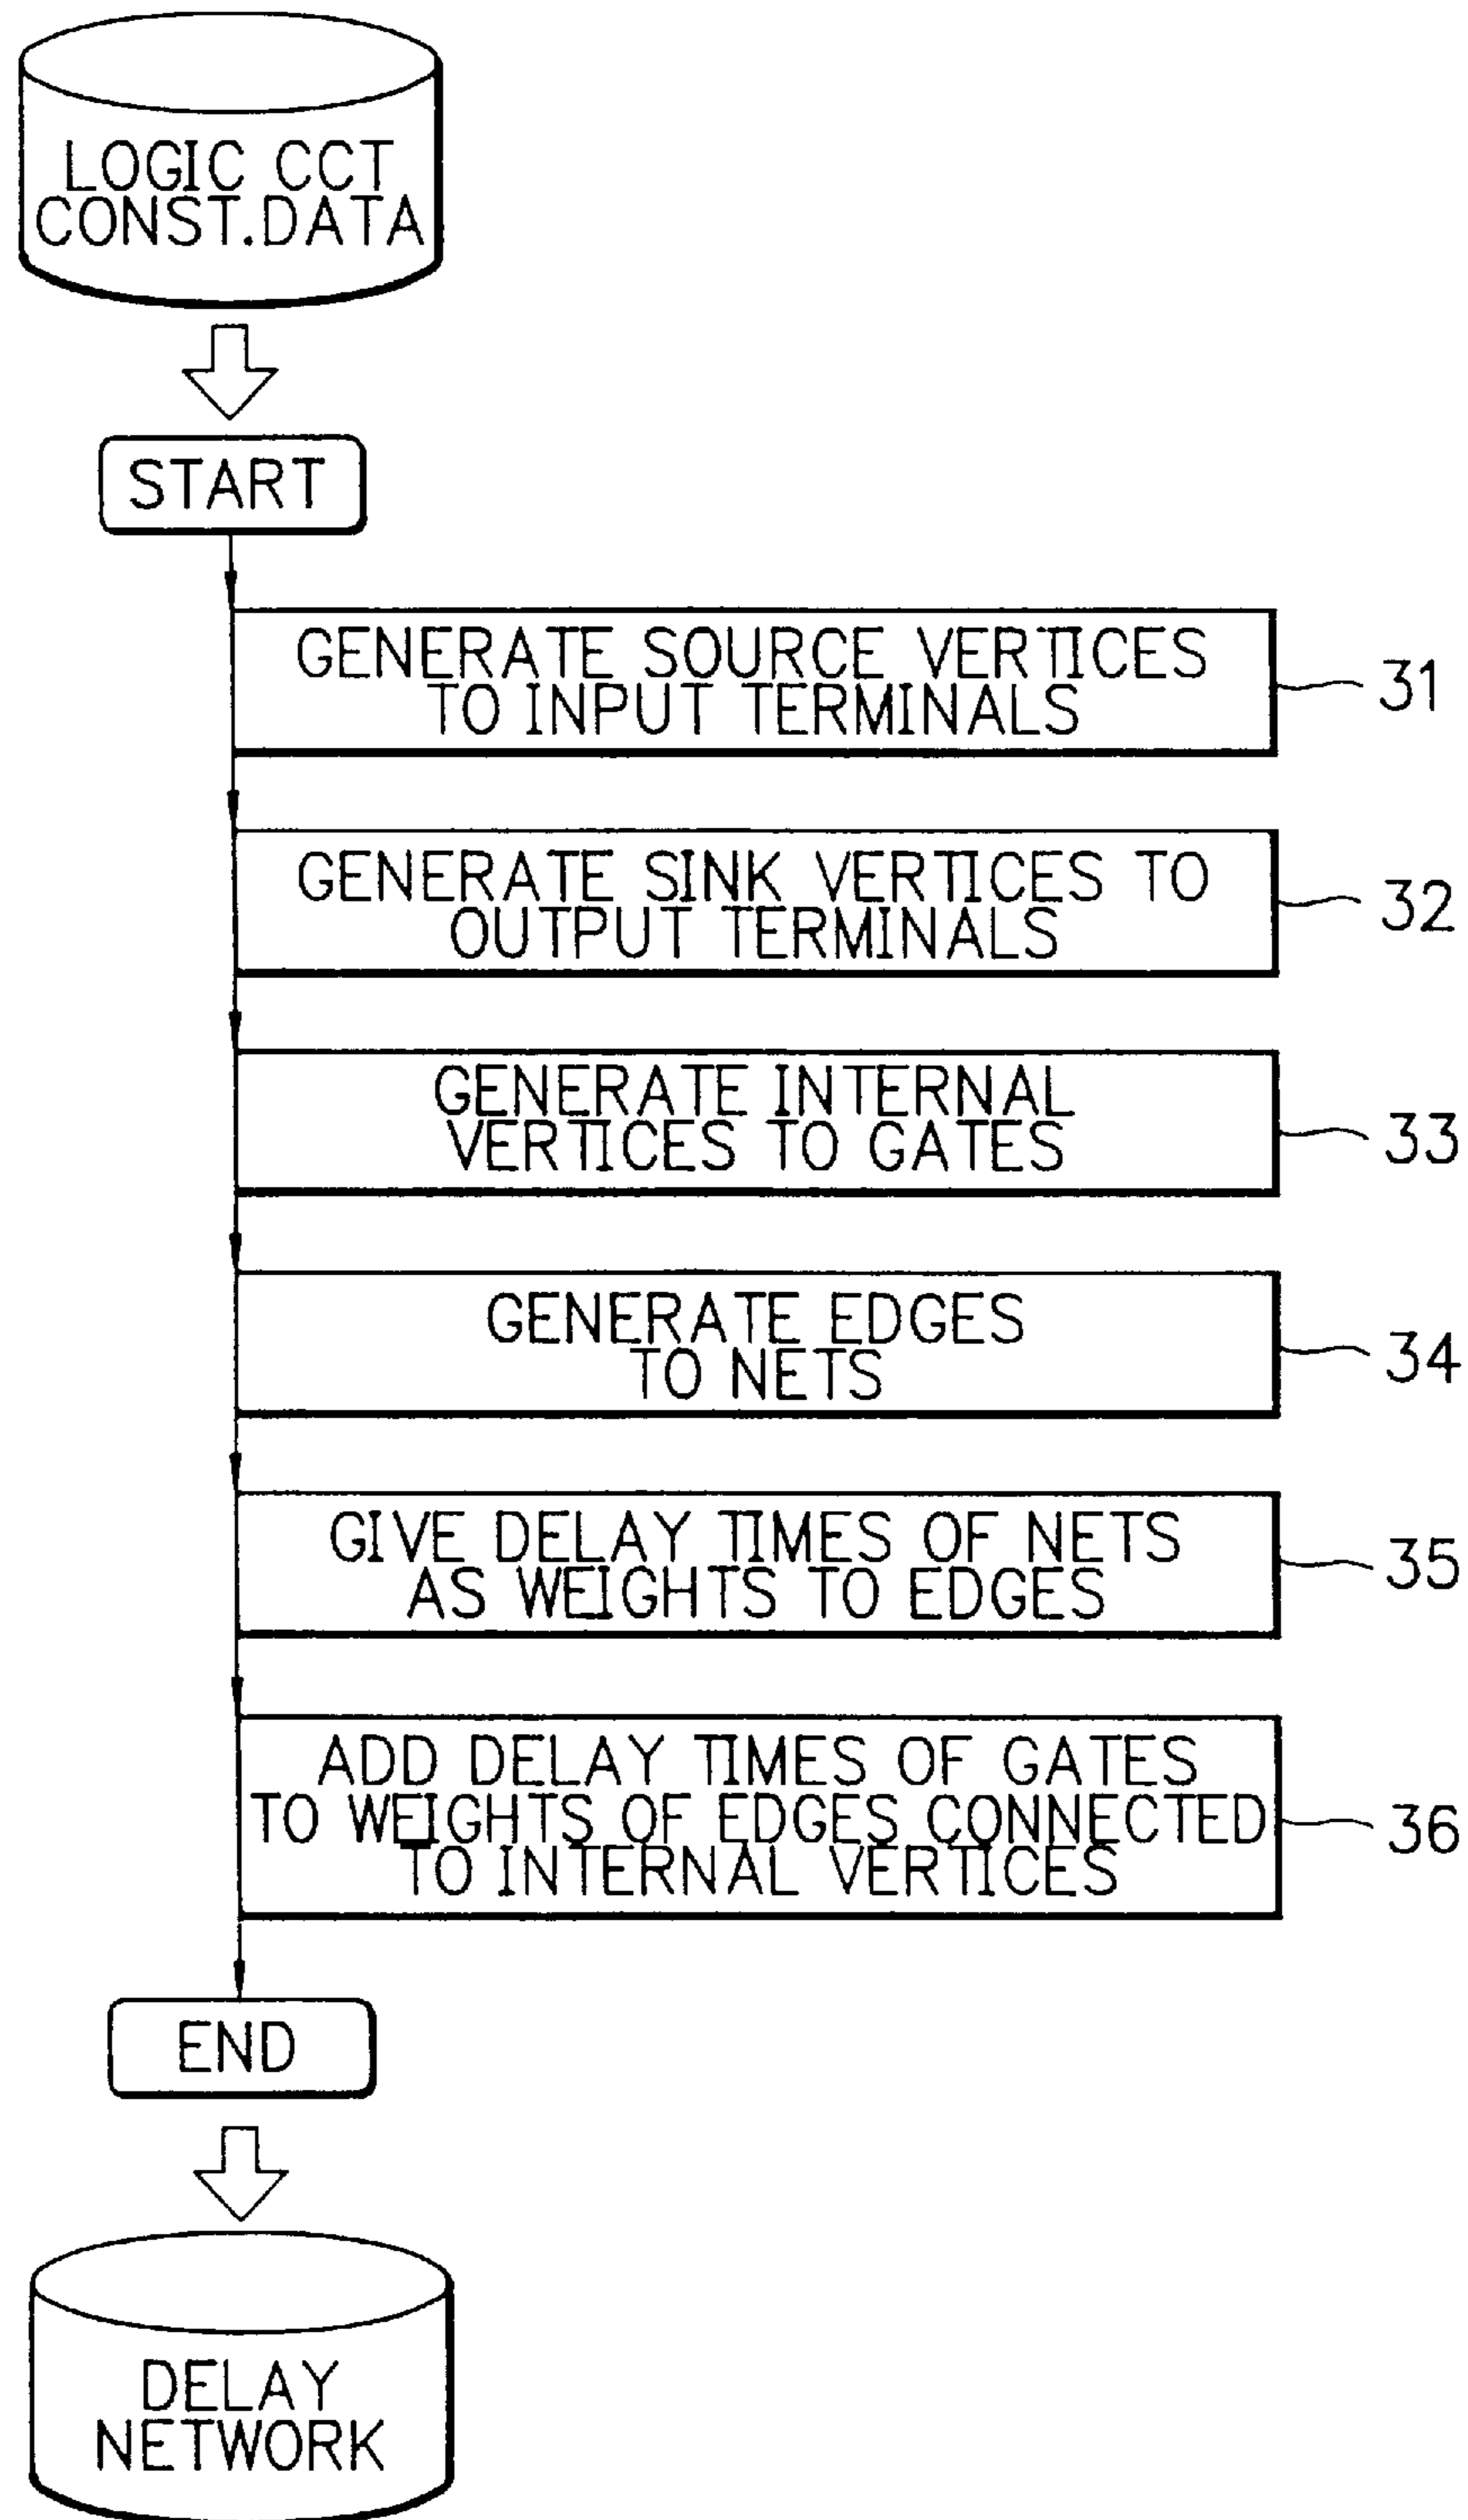 LOGIC CCT
CONST.DATA
START
GENERATE SOURCE VERTICES
TO INPUT TERMINALS
31
GENERATE SINK VERTICES TO
OUTPUT TERMINALS
32
GENERATE INTERNAL
VERTICES TO GATES
33
GENERATE EDGES
TO NETS
34
GIVE DELAY TIMES OF NETS
AS WEIGHTS TO EDGES
35
ADD DELAY TIMES OF GATES
TO WEIGHTS OF EDGES CONNECTED
TO INTERNAL VERTICES
36
END
DELAY
NETWORK